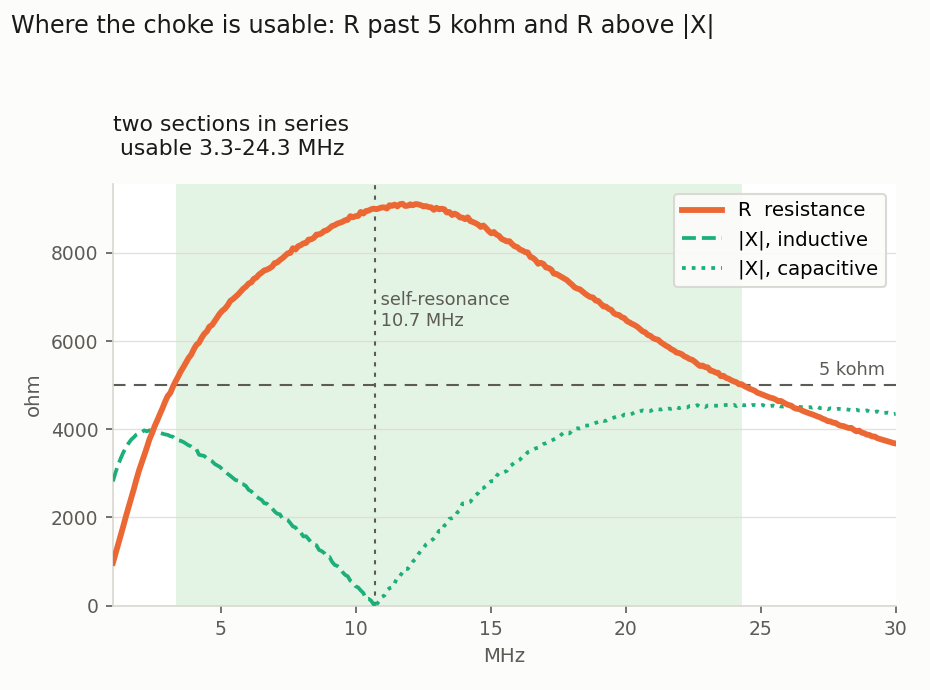 Where the choke is usable: R past 5 kohm and R above |X|
two sections in series
usable 3.3-24.3 MHz
R  resistance
|X|, inductive
|X|, capacitive
self-resonance
10.7 MHz
5 kohm
8000
6000
4000
2000
0
ohm
5 10 15 20 25 30
MHz